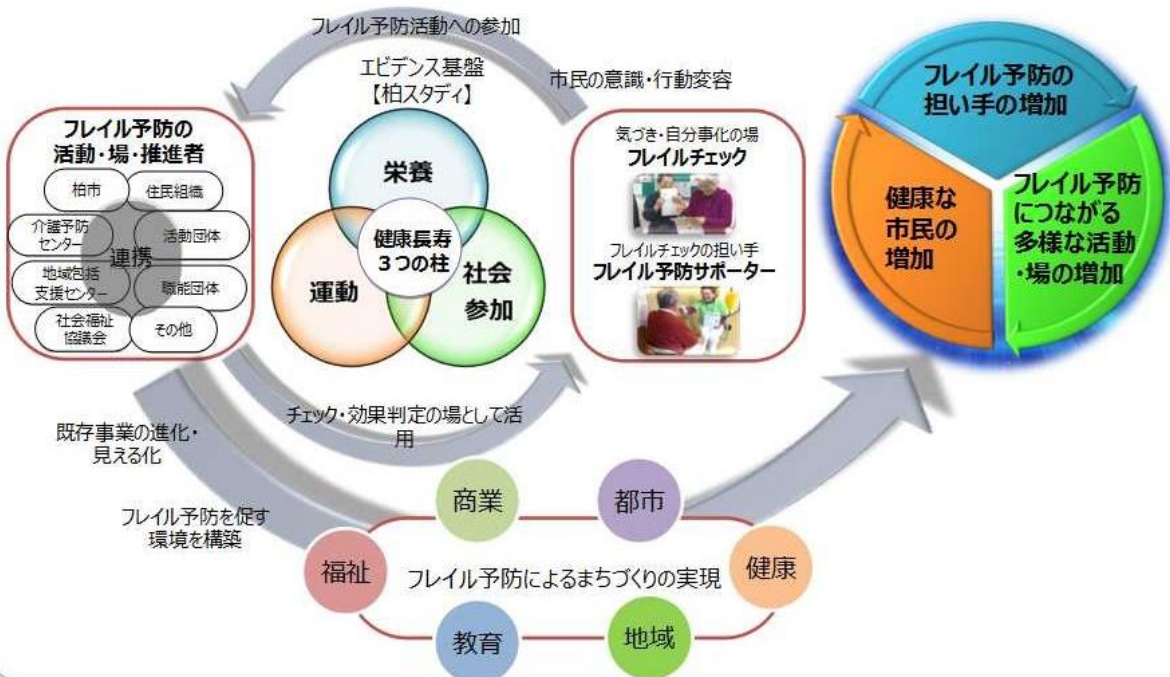 フレイル予防活動への参加
エビデンス基盤
【柏スタディ】
市民の意識・行動変容
フレイル予防の
活動・場・推進者
柏市
住民組織
介護予防
センター
活動団体
連携
地域包括
支援センター
職能団体
社会福祉
協議会
その他
栄養
健康長寿
３つの柱
運動
社会
参加
気づき・自分事化の場
フレイルチェック
フレイルチェックの担い手
フレイル予防サポーター
フレイル予防の
担い手の増加
健康な
市民の
増加
フレイル予防
につながる
多様な活動
・場の増加
チェック・効果判定の場として活
用
既存事業の進化・
見える化
フレイル予防を促す
環境を構築
商業
都市
福祉
フレイル予防によるまちづくりの実現
健康
教育
地域